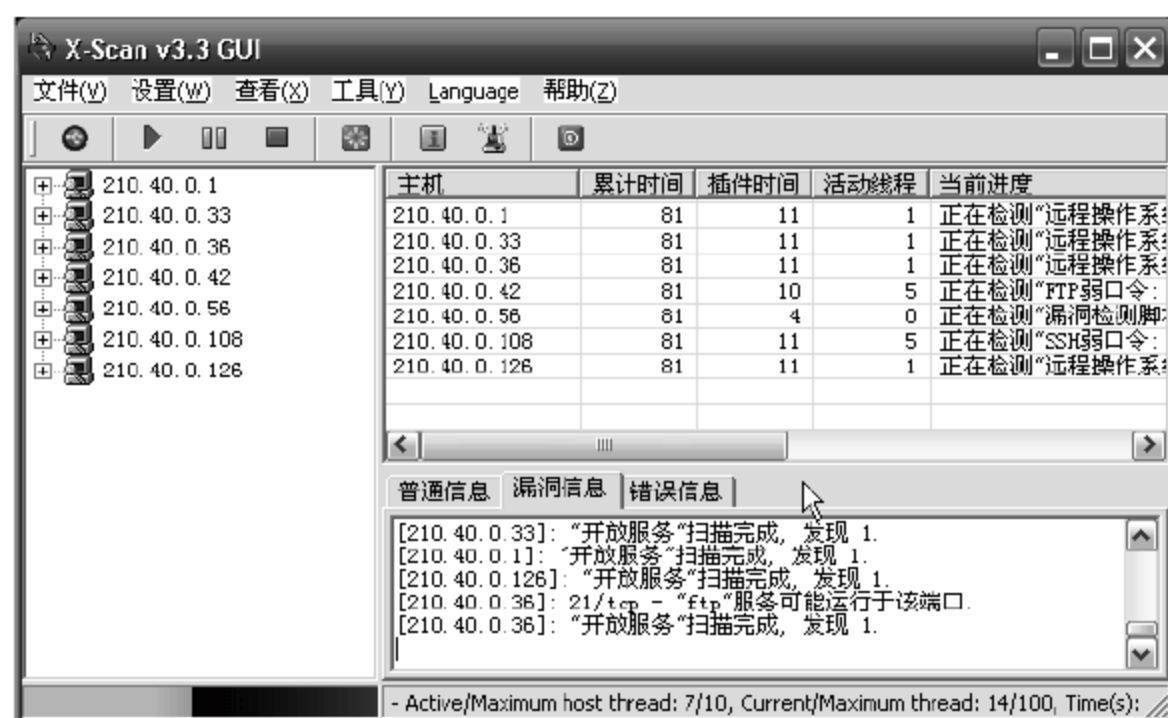 X-Scan v3.3 GUI
文件(V) 设置(W) 查看(X) 工具(Y) Language 帮助(Z)
210.40.0.1
210.40.0.33
210.40.0.36
210.40.0.42
210.40.0.56
210.40.0.108
210.40.0.126
主机 累计时间 插件时间 活动线程 当前进度
210.40.0.1 81 11 1 正在检测“远程操作系
210.40.0.33 81 11 1 正在检测“远程操作系
210.40.0.36 81 11 1 正在检测“远程操作系
210.40.0.42 81 10 5 正在检测“FTP弱口令:
210.40.0.56 81 4 0 正在检测“漏洞检测脚
210.40.0.108 81 11 5 正在检测“SSH弱口令:
210.40.0.126 81 11 1 正在检测“远程操作系
普通信息 漏洞信息 错误信息
[210.40.0.33]: “开放服务“扫描完成, 发现 1.
[210.40.0.1]: “开放服务“扫描完成, 发现 1.
[210.40.0.126]: “开放服务“扫描完成, 发现 1.
[210.40.0.36]: 21/tcp - “ftp“服务可能运行于该端口.
[210.40.0.36]: “开放服务“扫描完成, 发现 1.
- Active/Maximum host thread: 7/10, Current/Maximum thread: 14/100, Time(s):